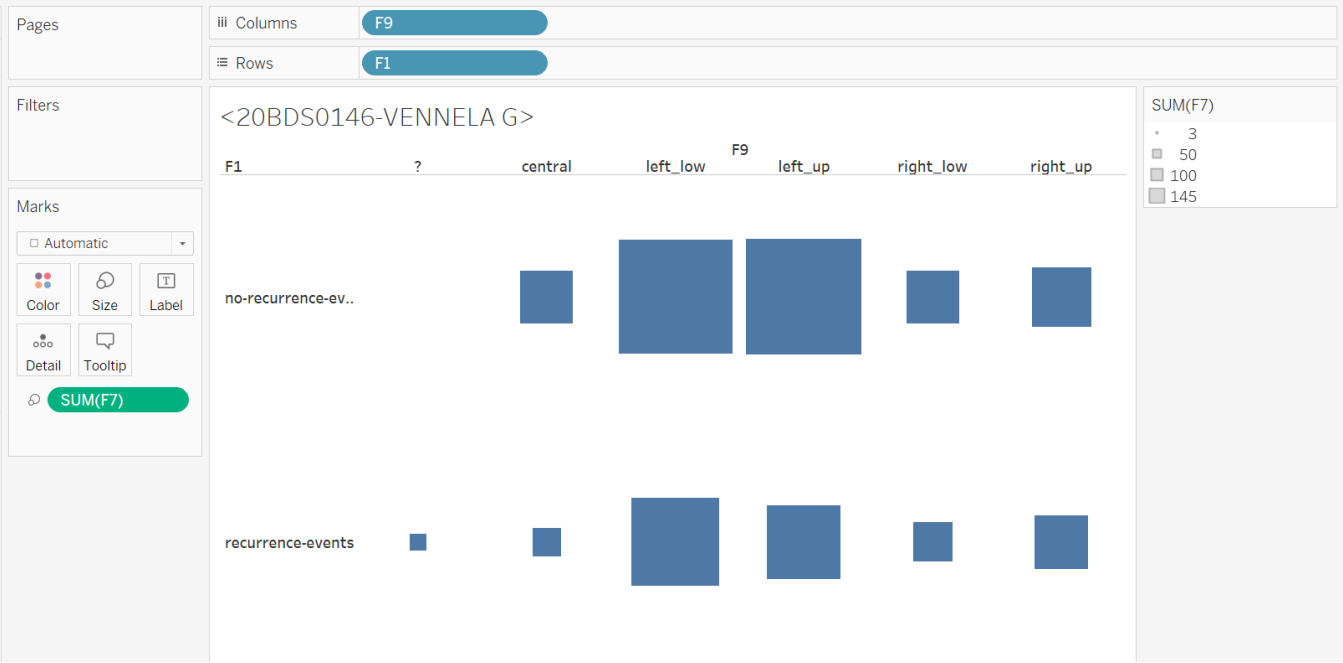 Pages
Columns
F9
Rows
F1
Filters
Marks
Automatic
Color
Size
Label
Detail
Tooltip
SUM(F7)
<20BDS0146-VENNELA G>
F9
F1 ? central left_low left_up right_low right_up
no-recurrence-ev..
recurrence-events
SUM(F7)
3
50
100
145